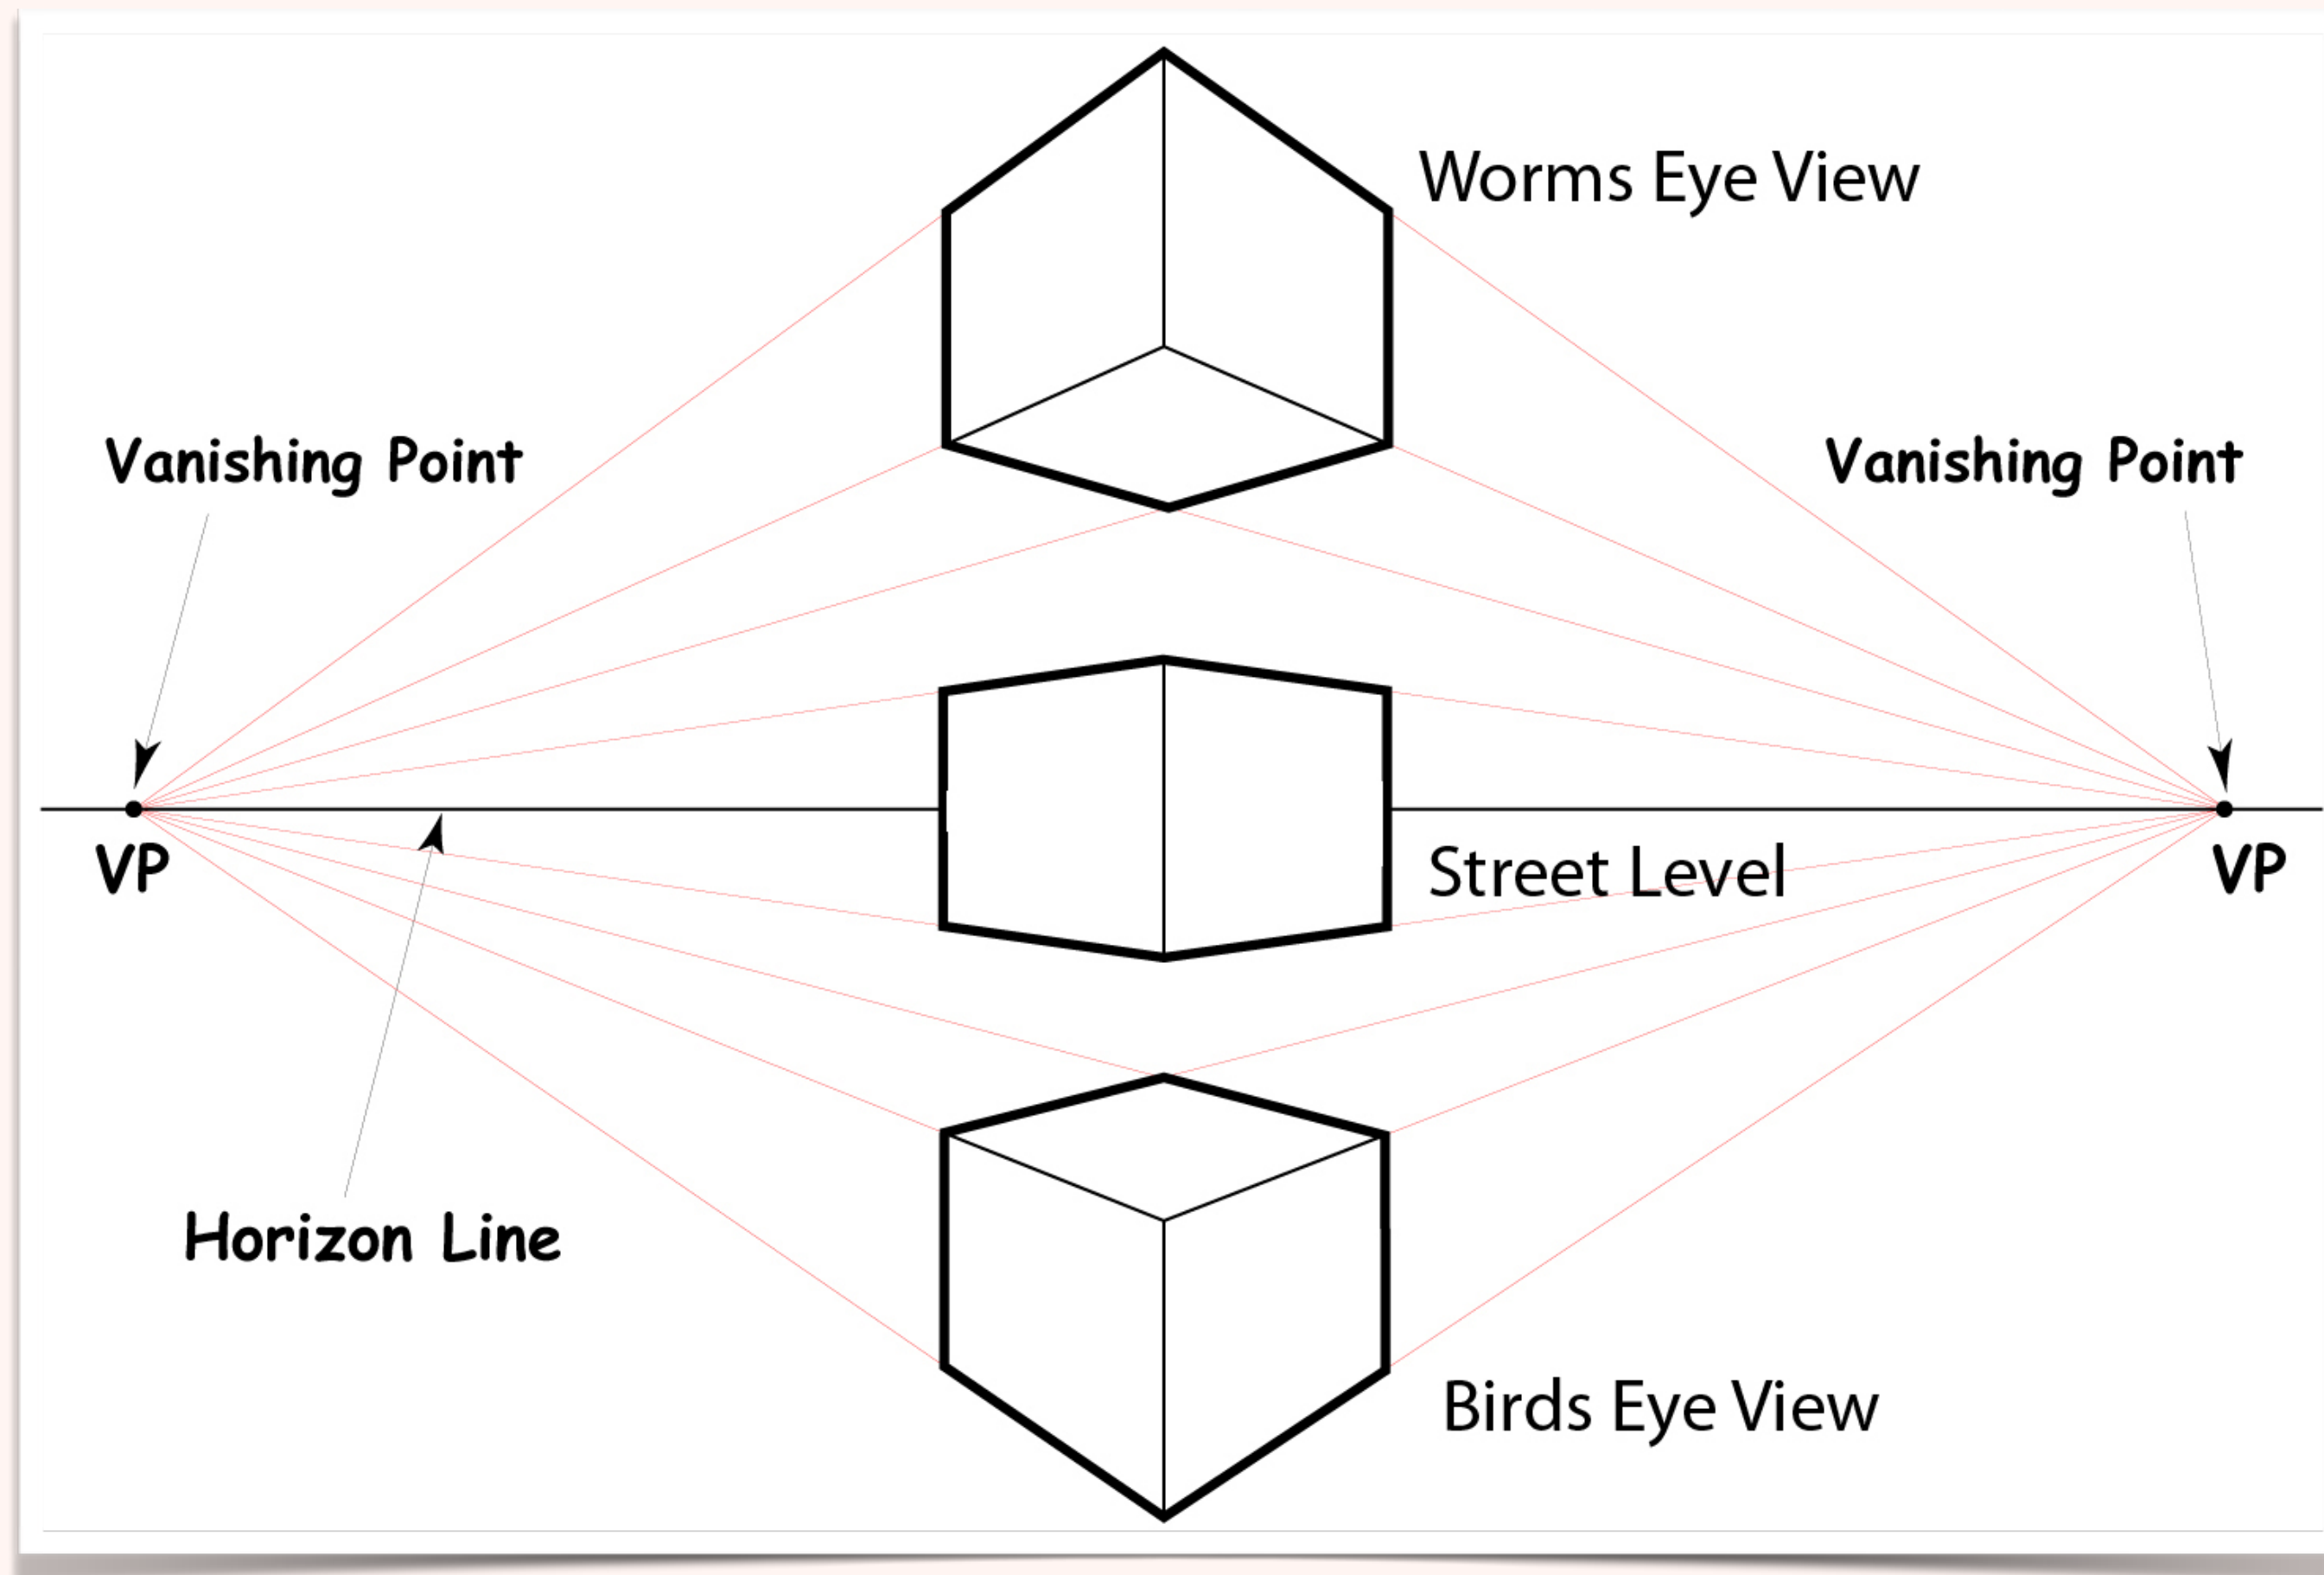 Worms Eye View
Vanishing Point
Vanishing Point
VP
Street Level
VP
Horizon Line
Birds Eye View